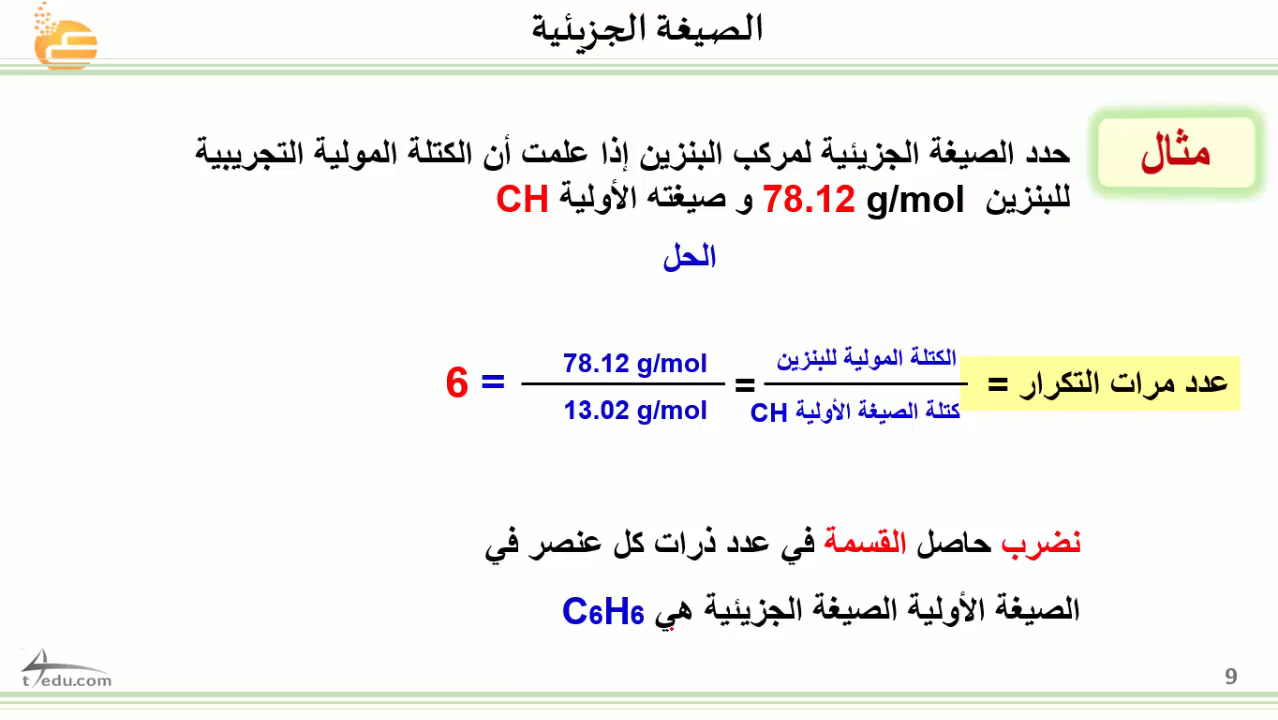 الصيغة الجزيئية
مثال
حدد الصيغة الجزيئية لمركب البنزين إذا علمت أن الكتلة المولية التجريبية
للبنزين 78.12 g/mol و صيغته الأولية CH
الحل
عدد مرات التكرار =
الكتلة المولية للبنزين
كتلة الصيغة الأولية CH
=
78.12 g/mol
13.02 g/mol
= 6
نضرب حاصل القسمة في عدد ذرات كل عنصر في
الصيغة الأولية الصيغة الجزيئية هي C6H6
t4edu.com
9